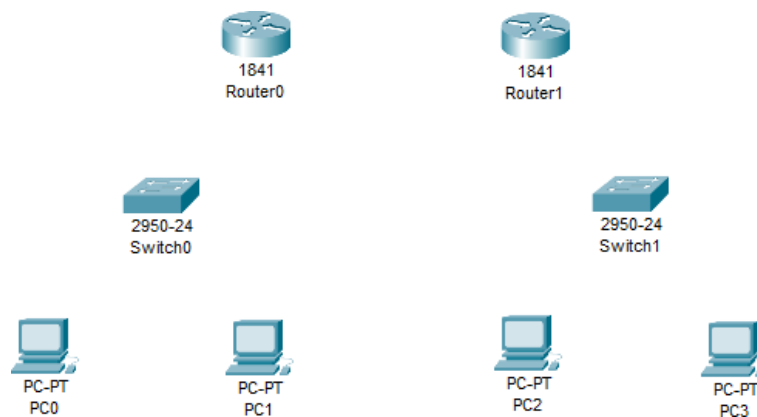 1841
Router0
1841
Router1
2950-24
Switch0
2950-24
Switch1
PC-PT
PC0
PC-PT
PC1
PC-PT
PC2
PC-PT
PC3